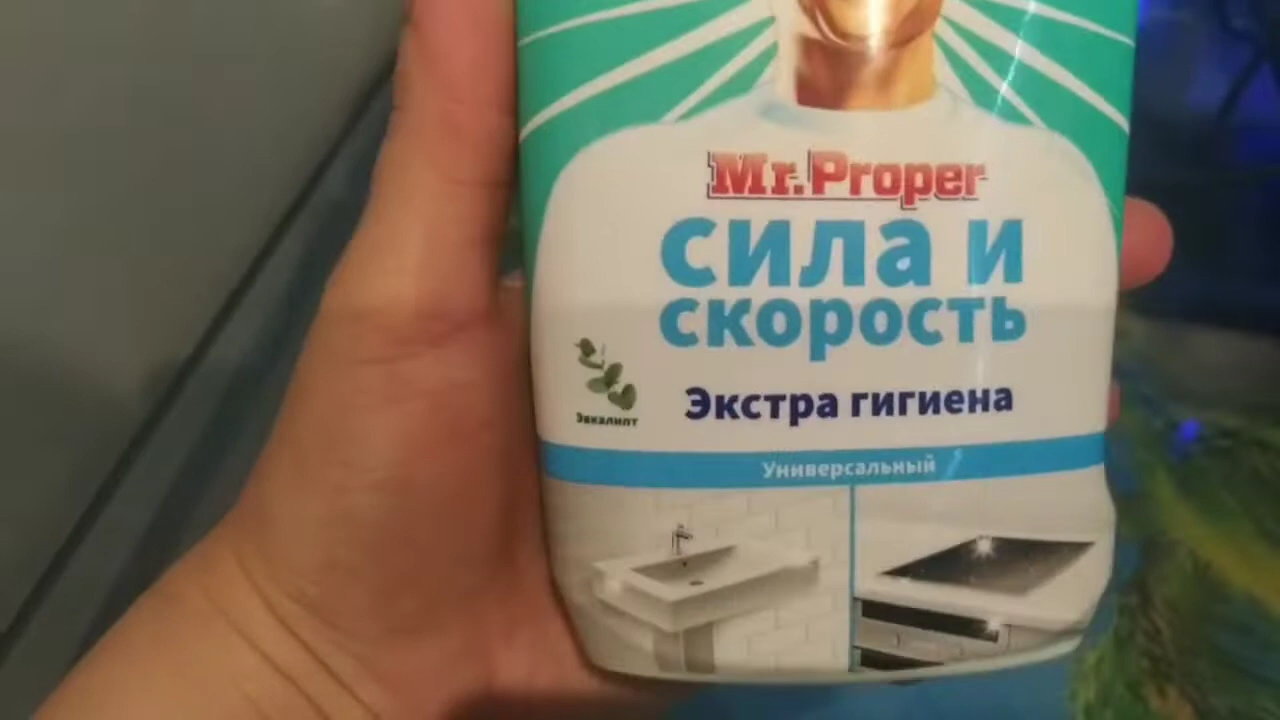 Mr.Proper
сила и
скорость
Экстра гигиена
Эвкалипт
Универсальный